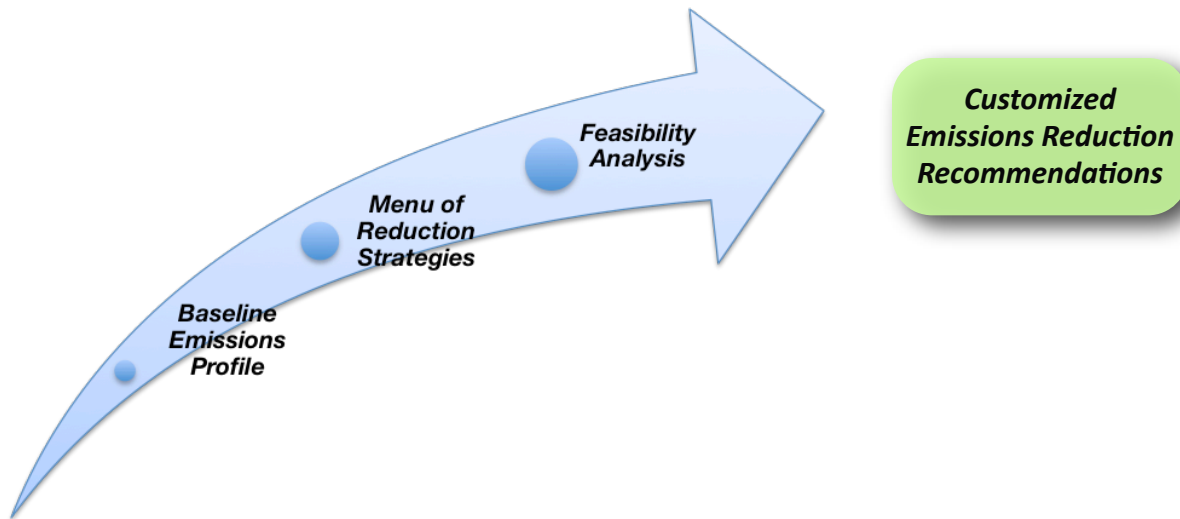 Baseline
Emissions
Profile
Menu of
Reduction
Strategies
Feasibility
Analysis
Customized
Emissions Reduction
Recommendations